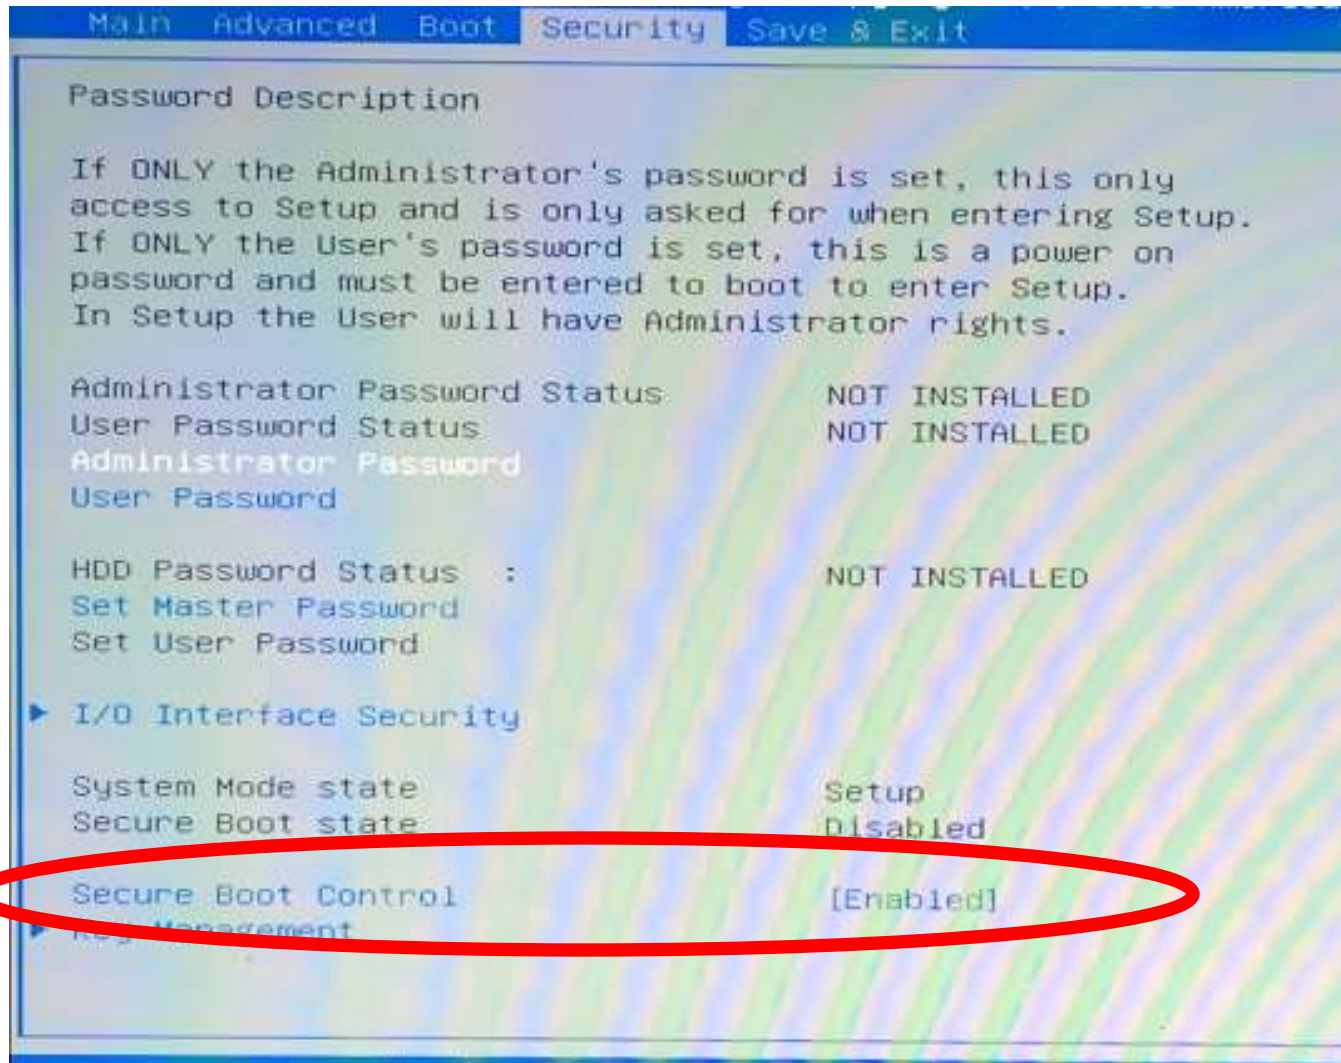 Main Advanced Boot Security Save & Exit
Password Description
If ONLY the Administrator's password is set, this only
access to Setup and is only asked for when entering Setup.
If ONLY the User's password is set, this is a power on
password and must be entered to boot to enter Setup.
In Setup the User will have Administrator rights.
Administrator Password Status NOT INSTALLED
User Password Status NOT INSTALLED
Administrator Password
User Password
HDD Password Status : NOT INSTALLED
Set Master Password
Set User Password
I/O Interface Security
System Mode state Setup
Secure Boot state Disabled
Secure Boot Control [Enabled]
Key Management